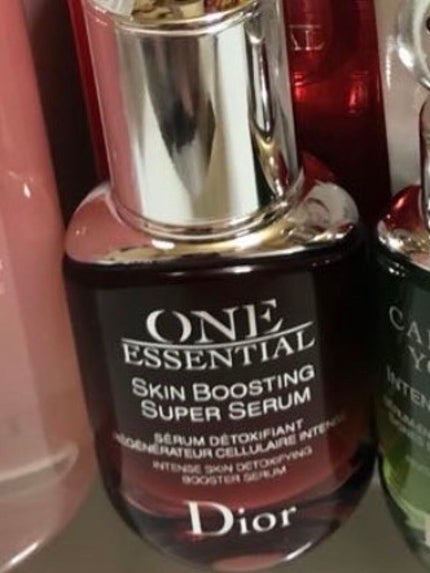 ONE
ESSENTIAL
SKIN BOOSTING
SUPER SERUM
SÉRUM DÉTOXIFIANT
RÉGÉNÉRATEUR CELLULAIRE INTENSE
INTENSE SKIN DETOXIFYING
BOOSTER SERUM
Dior